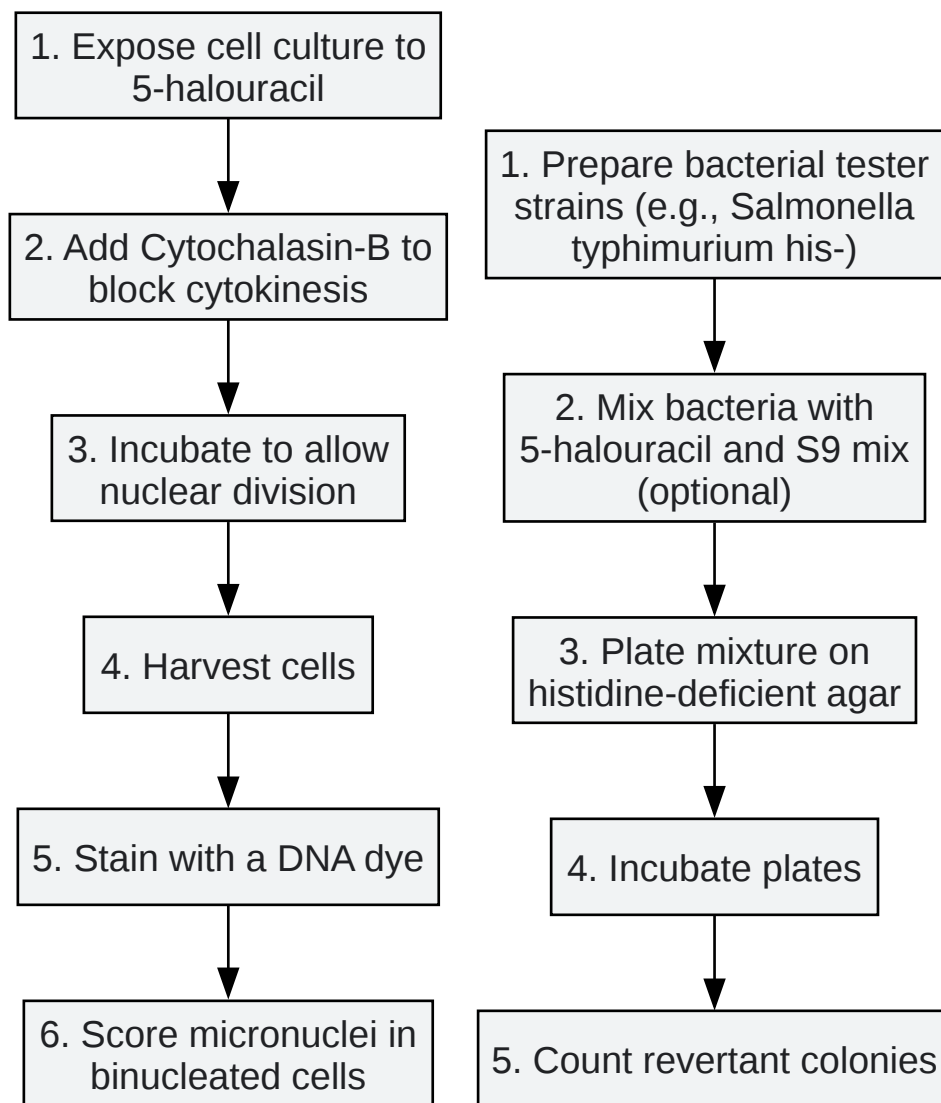 1. Expose cell culture to
5-halouracil
2. Add Cytochalasin-B to
block cytokinesis
3. Incubate to allow
nuclear division
4. Harvest cells
5. Stain with a DNA dye
6. Score micronuclei in
binucleated cells
1. Prepare bacterial tester
strains (e.g., Salmonella
typhimurium his-)
2. Mix bacteria with
5-halouracil and S9 mix
(optional)
3. Plate mixture on
histidine-deficient agar
4. Incubate plates
5. Count revertant colonies